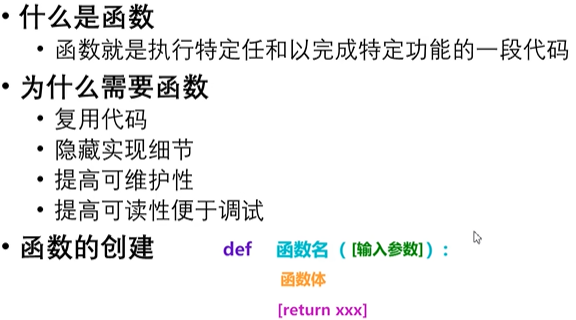 • 什么是函数
• 函数就是执行特定任和以完成特定功能的一段代码
• 为什么需要函数
• 复用代码
• 隐藏实现细节
• 提高可维护性
• 提高可读性便于调试
• 函数的创建 def 函数名（[输入参数]）：
函数体
[return xxx]